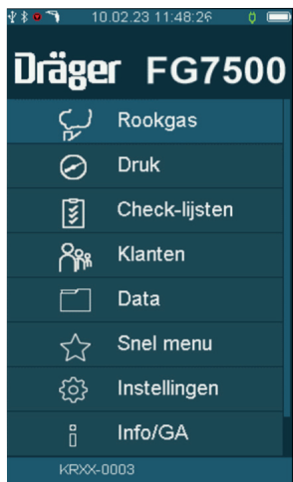 10.02.23 11:48:26
Dräger FG7500
Rookgas
Druk
Check-lijsten
Klanten
Data
Snel menu
Instellingen
Info/GA
KRXX-0003